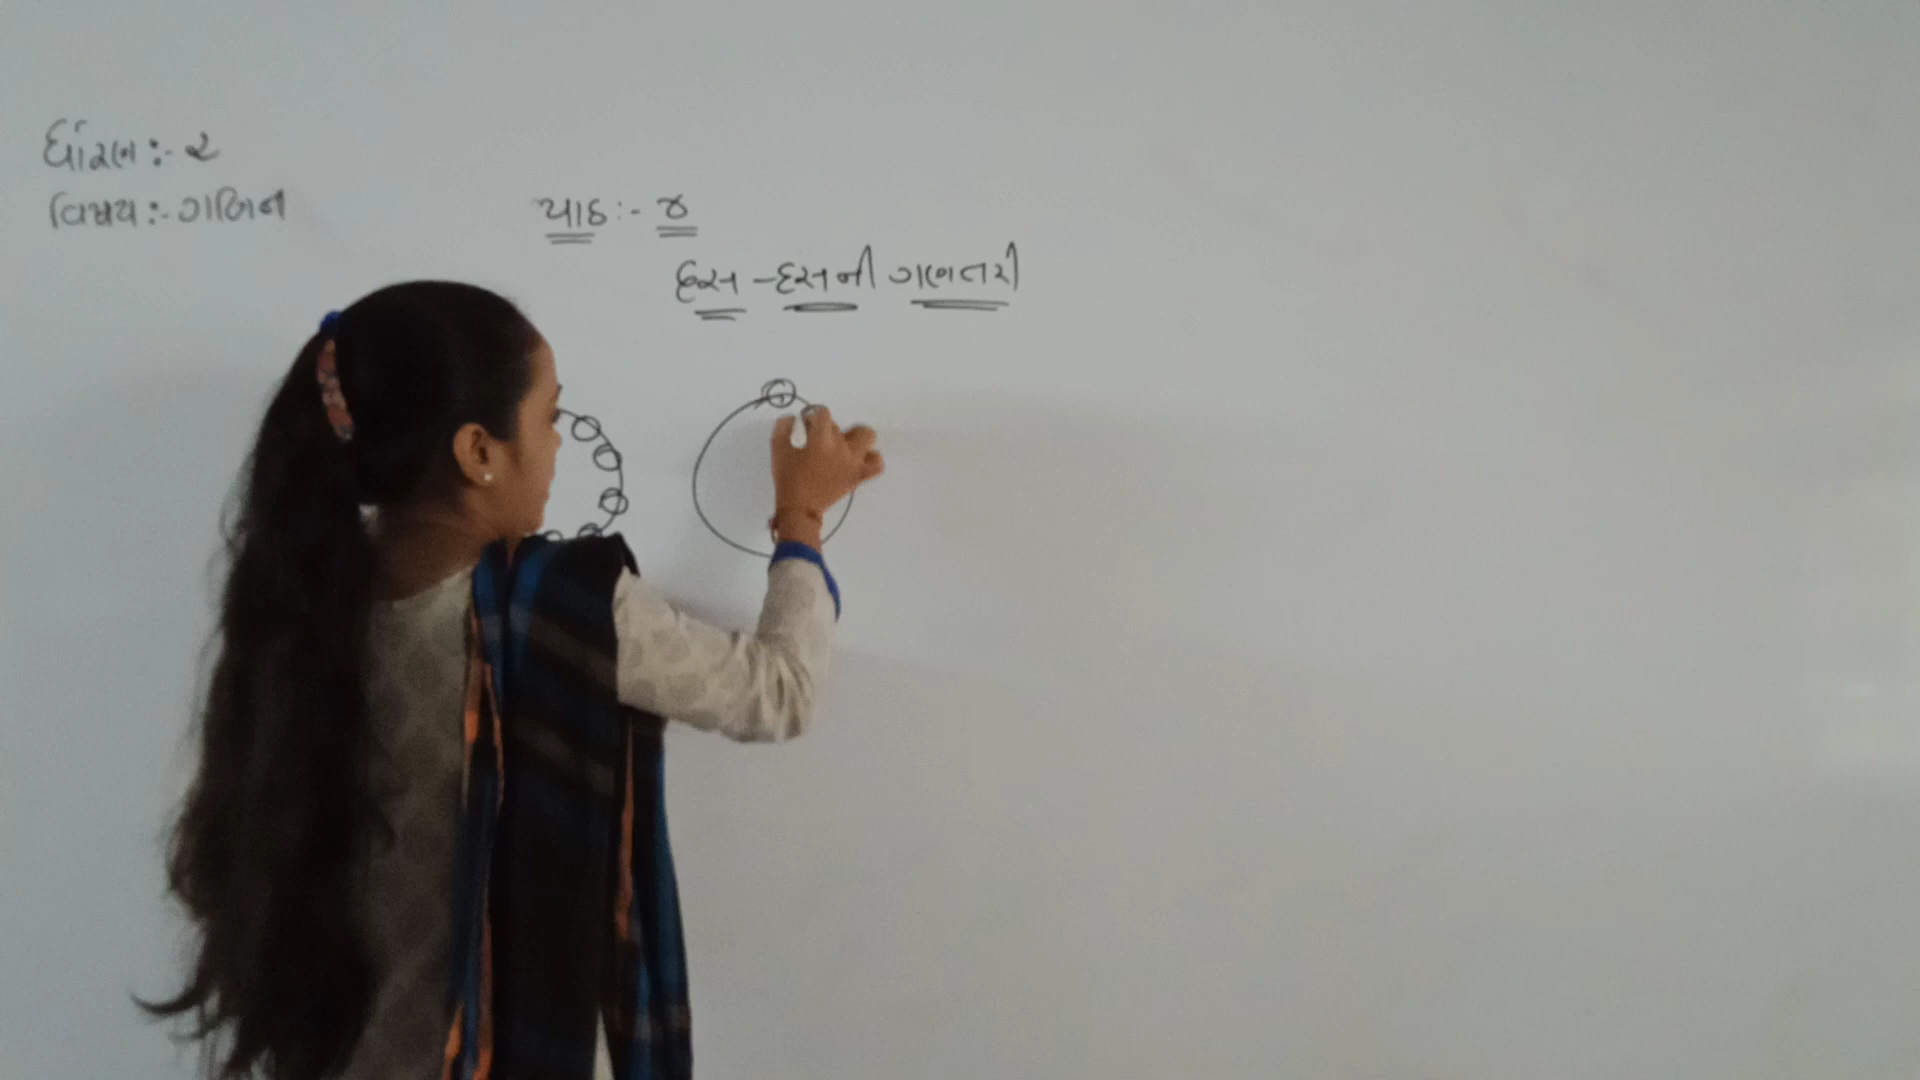 ધોરણ :- ૨
વિષય :- ગણિત
પાઠ :- ૪
દસ - દસની ગણતરી